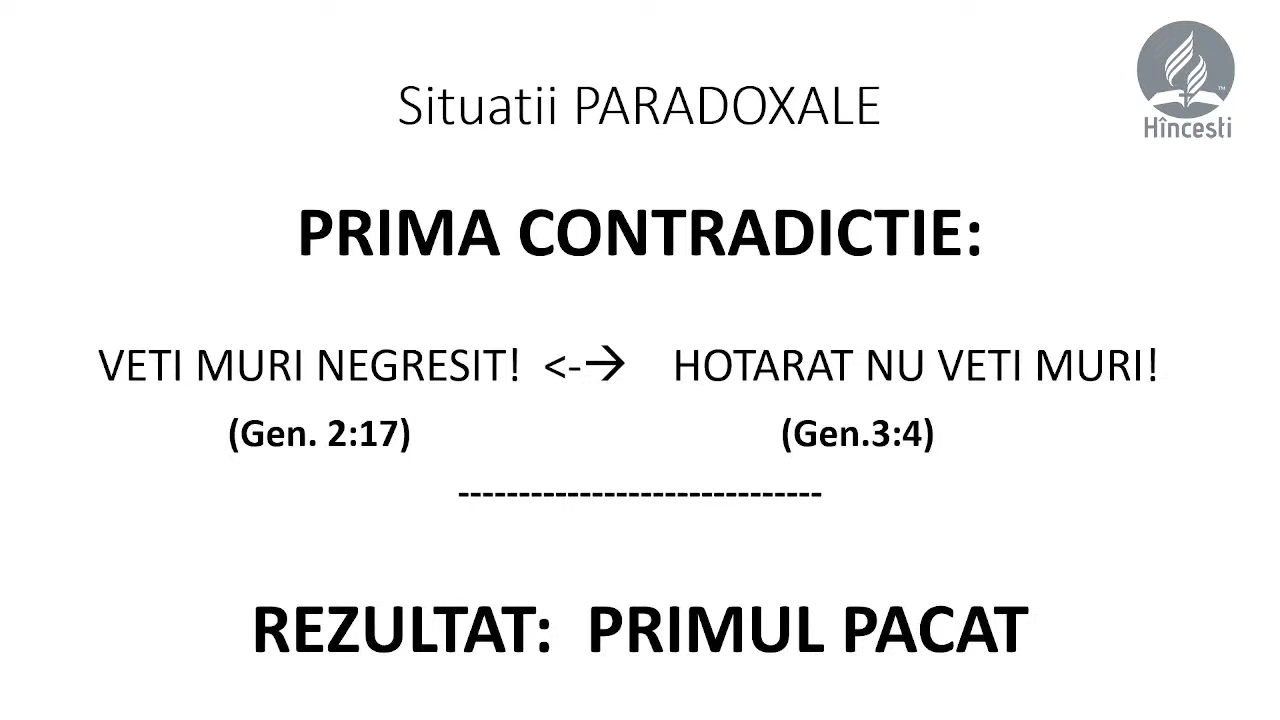 Situatii PARADOXALE
Hîncești
PRIMA CONTRADICTIE:
VETI MURI NEGRESIT! <-→ HOTARAT NU VETI MURI!
(Gen. 2:17) (Gen.3:4)
------------------------------
REZULTAT: PRIMUL PACAT